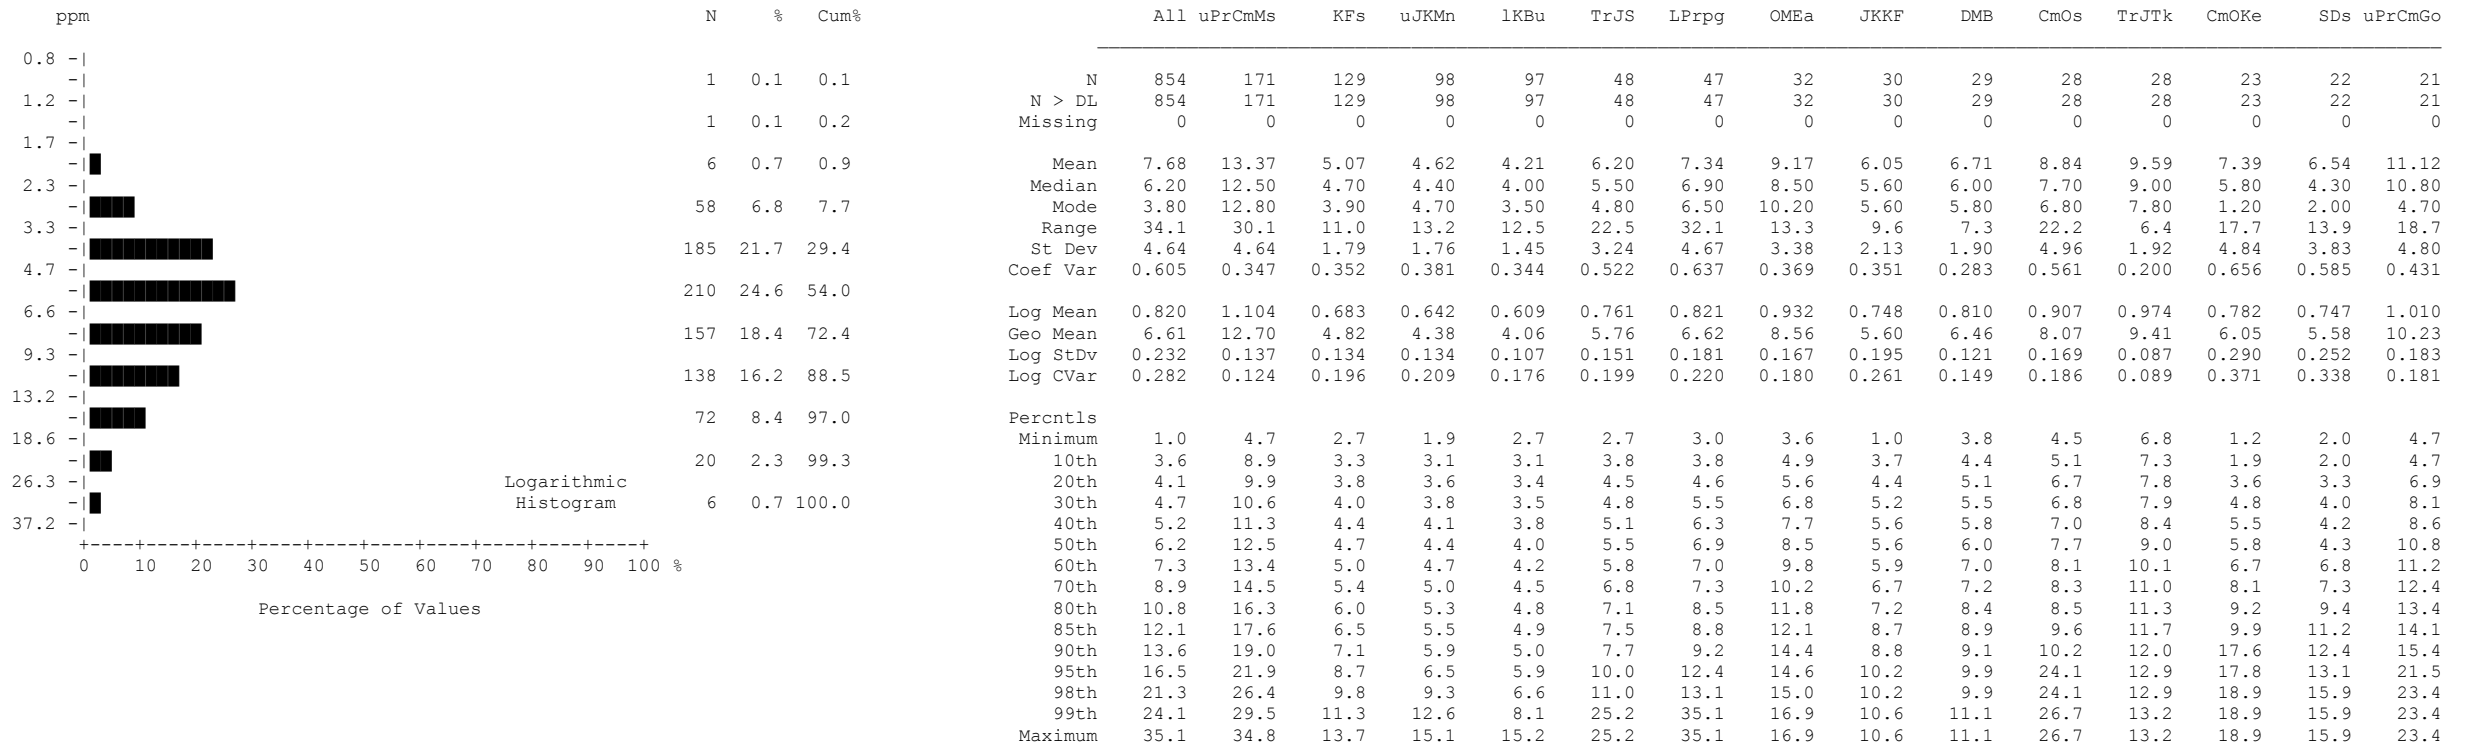 ppm N % Cum% All uPrCmMs KFs uJKMn lKBu TrJS LPrpg OMEa JKKF DMB CmOs TrJTk CmOKe SDs uPrCmGo
0.8 -|
-| 1 0.1 0.1 N 854 171 129 98 97 48 47 32 30 29 28 28 23 22 21
1.2 -| N > DL 854 171 129 98 97 48 47 32 30 29 28 28 23 22 21
-| 1 0.1 0.2 Missing 0 0 0 0 0 0 0 0 0 0 0 0 0 0 0
1.7 -|
-| 6 0.7 0.9 Mean 7.68 13.37 5.07 4.62 4.21 6.20 7.34 9.17 6.05 6.71 8.84 9.59 7.39 6.54 11.12
2.3 -| Median 6.20 12.50 4.70 4.40 4.00 5.50 6.90 8.50 5.60 6.00 7.70 9.00 5.80 4.30 10.80
-| 58 6.8 7.7 Mode 3.80 12.80 3.90 4.70 3.50 4.80 6.50 10.20 5.60 5.80 6.80 7.80 1.20 2.00 4.70
3.3 -| Range 34.1 30.1 11.0 13.2 12.5 22.5 32.1 13.3 9.6 7.3 22.2 6.4 17.7 13.9 18.7
-| 185 21.7 29.4 St Dev 4.64 4.64 1.79 1.76 1.45 3.24 4.67 3.38 2.13 1.90 4.96 1.92 4.84 3.83 4.80
4.7 -| Coef Var 0.605 0.347 0.352 0.381 0.344 0.522 0.637 0.369 0.351 0.283 0.561 0.200 0.656 0.585 0.431
-| 210 24.6 54.0
6.6 -| Log Mean 0.820 1.104 0.683 0.642 0.609 0.761 0.821 0.932 0.748 0.810 0.907 0.974 0.782 0.747 1.010
-| 157 18.4 72.4 Geo Mean 6.61 12.70 4.82 4.38 4.06 5.76 6.62 8.56 5.60 6.46 8.07 9.41 6.05 5.58 10.23
9.3 -| Log StDv 0.232 0.137 0.134 0.134 0.107 0.151 0.181 0.167 0.195 0.121 0.169 0.087 0.290 0.252 0.183
-| 138 16.2 88.5 Log CVar 0.282 0.124 0.196 0.209 0.176 0.199 0.220 0.180 0.261 0.149 0.186 0.089 0.371 0.338 0.181
13.2 -|
-| 72 8.4 97.0 Percntls
18.6 -| Minimum 1.0 4.7 2.7 1.9 2.7 2.7 3.0 3.6 1.0 3.8 4.5 6.8 1.2 2.0 4.7
-| 20 2.3 99.3 10th 3.6 8.9 3.3 3.1 3.1 3.8 3.8 4.9 3.7 4.4 5.1 7.3 1.9 2.0 4.7
26.3 -| Logarithmic 20th 4.1 9.9 3.8 3.6 3.4 4.5 4.6 5.6 4.4 5.1 6.7 7.8 3.6 3.3 6.9
-| Histogram 6 0.7 100.0 30th 4.7 10.6 4.0 3.8 3.5 4.8 5.5 6.8 5.2 5.5 6.8 7.9 4.8 4.0 8.1
37.2 -| 40th 5.2 11.3 4.4 4.1 3.8 5.1 6.3 7.7 5.6 5.8 7.0 8.4 5.5 4.2 8.6
+----+----+----+----+----+----+----+----+----+----+ 50th 6.2 12.5 4.7 4.4 4.0 5.5 6.9 8.5 5.6 6.0 7.7 9.0 5.8 4.3 10.8
0 10 20 30 40 50 60 70 80 90 100 % 60th 7.3 13.4 5.0 4.7 4.2 5.8 7.0 9.8 5.9 7.0 8.1 10.1 6.7 6.8 11.2
70th 8.9 14.5 5.4 5.0 4.5 6.8 7.3 10.2 6.7 7.2 8.3 11.0 8.1 7.3 12.4
Percentage of Values 80th 10.8 16.3 6.0 5.3 4.8 7.1 8.5 11.8 7.2 8.4 8.5 11.3 9.2 9.4 13.4
85th 12.1 17.6 6.5 5.5 4.9 7.5 8.8 12.1 8.7 8.9 9.6 11.7 9.9 11.2 14.1
90th 13.6 19.0 7.1 5.9 5.0 7.7 9.2 14.4 8.8 9.1 10.2 12.0 17.6 12.4 15.4
95th 16.5 21.9 8.7 6.5 5.9 10.0 12.4 14.6 10.2 9.9 24.1 12.9 17.8 13.1 21.5
98th 21.3 26.4 9.8 9.3 6.6 11.0 13.1 15.0 10.2 9.9 24.1 12.9 18.9 15.9 23.4
99th 24.1 29.5 11.3 12.6 8.1 25.2 35.1 16.9 10.6 11.1 26.7 13.2 18.9 15.9 23.4
Maximum 35.1 34.8 13.7 15.1 15.2 25.2 35.1 16.9 10.6 11.1 26.7 13.2 18.9 15.9 23.4